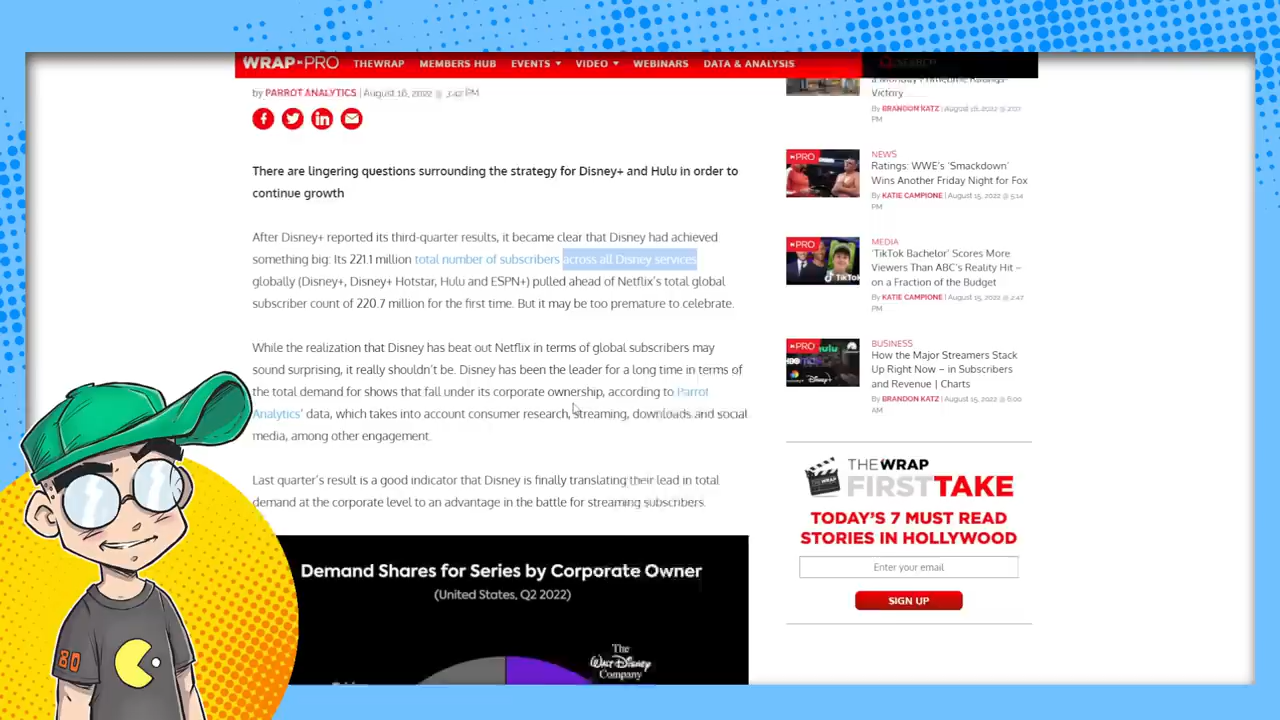 WRAP PRO THEWRAP MEMBERS HUB EVENTS VIDEO WEBINARS DATA & ANALYSIS SEARCH
by PARROT ANALYTICS | August 16, 2022 @ 3:42 PM
There are lingering questions surrounding the strategy for Disney+ and Hulu in order to
continue growth
After Disney+ reported its third-quarter results, it became clear that Disney had achieved
something big: Its 221.1 million total number of subscribers across all Disney services
globally (Disney+, Disney+ Hotstar, Hulu and ESPN+) pulled ahead of Netflix's total global
subscriber count of 220.7 million for the first time. But it may be too premature to celebrate.
While the realization that Disney has beat out Netflix in terms of global subscribers may
sound surprising, it really shouldn't be. Disney has been the leader for a long time in terms of
the total demand for shows that fall under its corporate ownership, according to Parrot
Analytics' data, which takes into account consumer research, streaming, downloads and social
media, among other engagement.
Last quarter's result is a good indicator that Disney is finally translating their lead in total
demand at the corporate level to an advantage in the battle for streaming subscribers.
Demand Shares for Series by Corporate Owner
(United States, Q2 2022)
The
Walt Disney
Company
Victory
By BRANDON KATZ | August 16, 2022 @
PM
PRO
NEWS
Ratings: WWE's 'Smackdown'
Wins Another Friday Night for Fox
By KATIE CAMPIONE | August 15, 2022 @ 5:14
PM
PRO
TikTok
MEDIA
'TikTok Bachelor' Scores More
Viewers Than ABC's Reality Hit –
on a Fraction of the Budget
By KATIE CAMPIONE | August 15, 2022 @ 2:47
PM
PRO
hulu
HBO
Disney+
BUSINESS
How the Major Streamers Stack
Up Right Now – in Subscribers
and Revenue | Charts
By BRANDON KATZ | August 15, 2022 @ 6:00
AM
THEWRAP
FIRSTTAKE
TODAY'S 7 MUST READ
STORIES IN HOLLYWOOD
Enter your email
SIGN UP
80